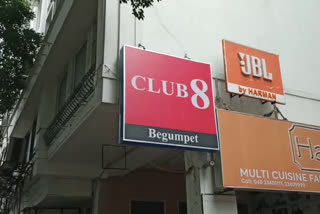 CLUB 8
Begumpet
JBL
by HARMAN
MULTI CUISINE FA